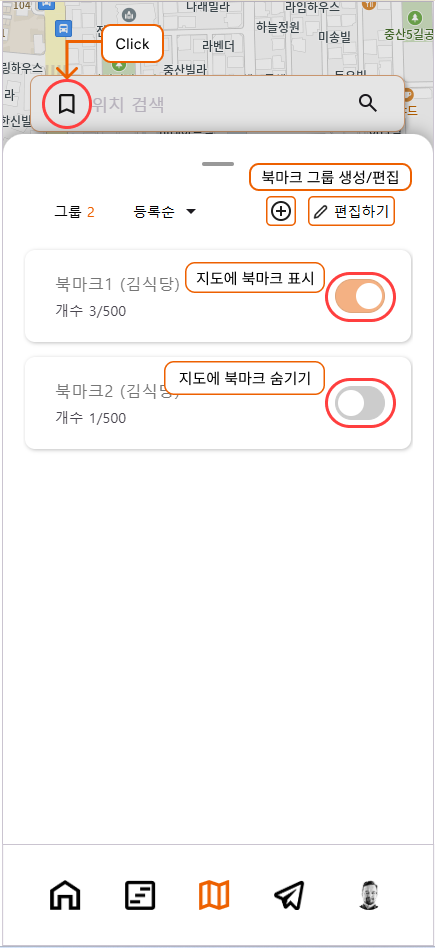 104
다래빌라
라임하우스
해늘정원
중산5길공
라벤더
미송빌
링하우스
중산빌라
Click
라
한신빌
위치 검색
북마크 그룹 생성/편집
그룹 2
등록순
편집하기
북마크1 (김식당)
지도에 북마크 표시
개수 3/500
북마크2 (김식당)
지도에 북마크 숨기기
개수 1/500